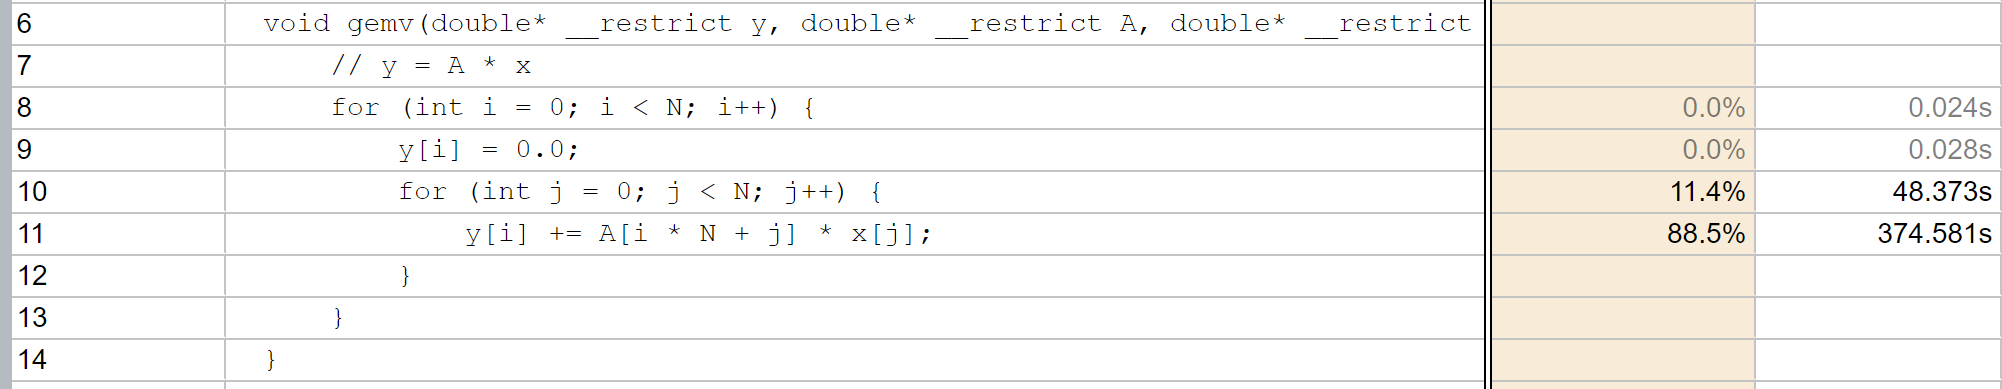 6 void gemv(double* __restrict y, double* __restrict A, double* __restrict
7 // y = A * x
8 for (int i = 0; i < N; i++) { 0.0% 0.024s
9 y[i] = 0.0; 0.0% 0.028s
10 for (int j = 0; j < N; j++) { 11.4% 48.373s
11 y[i] += A[i * N + j] * x[j]; 88.5% 374.581s
12 }
13 }
14 }